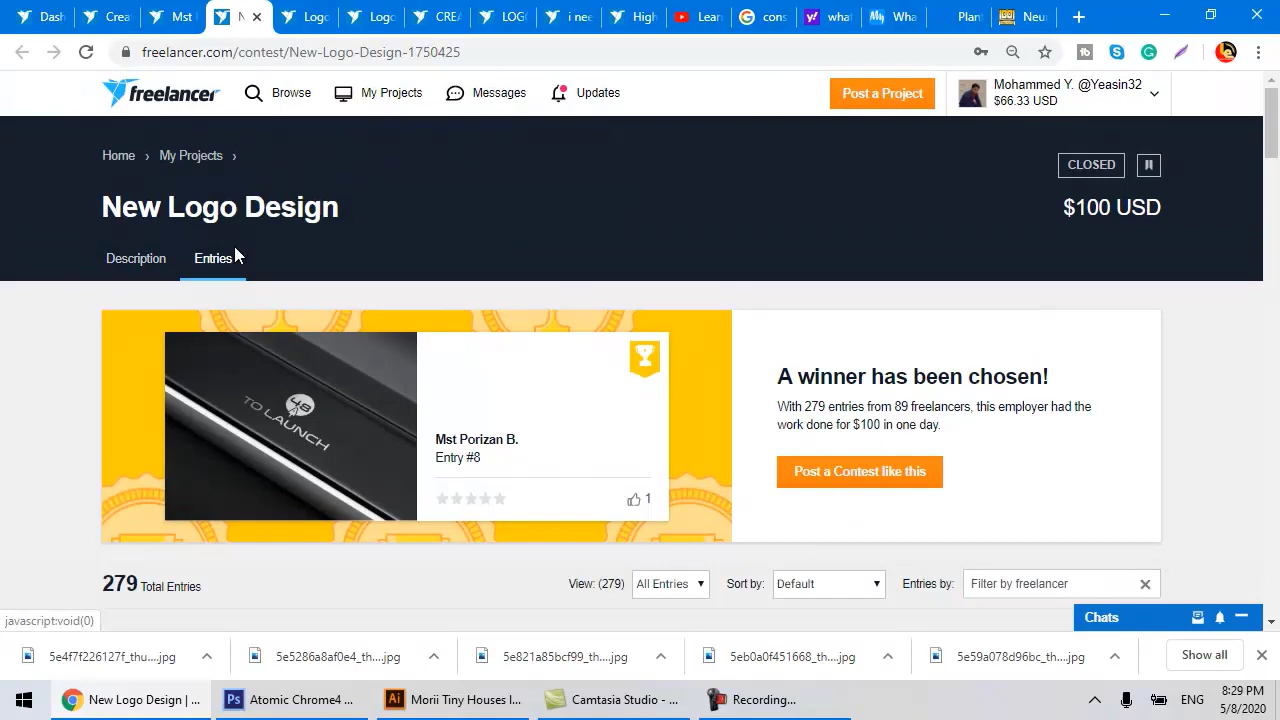 Dash
Crea
Mst
N
Logo
Logo
CREA
LOGO
i nee
High
Learn
cons
what
Wha
Plant
Neur
freelancer.com/contest/New-Logo-Design-1750425
freelancer
Browse
My Projects
Messages
Updates
Post a Project
Mohammed Y. @Yeasin32
$66.33 USD
Home › My Projects ›
CLOSED
New Logo Design
$100 USD
Description
Entries
48
TO LAUNCH
Mst Porizan B.
Entry #8
1
A winner has been chosen!
With 279 entries from 89 freelancers, this employer had the
work done for $100 in one day.
Post a Contest like this
279 Total Entries
View: (279)
All Entries
Sort by:
Default
Entries by:
Filter by freelancer
Chats
javascript:void(0)
5e4f7f226127f_thu....jpg
5e5286a8af0e4_th....jpg
5e821a85bcf99_th....jpg
5eb0a0f451668_th....jpg
5e59a078d96bc_th....jpg
Show all
New Logo Design | ...
Ps
Atomic Chrome4 ...
Ai
Morii Tiny Houses l...
Camtasia Studio - ...
Recording...
ENG
8:29 PM
5/8/2020